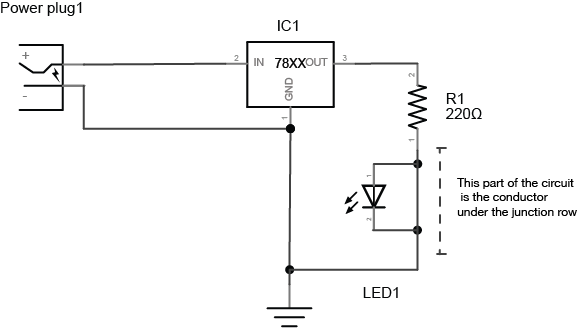 Power plug1
IC1
+
-
2
IN
78XX
OUT
3
GND
1
2
R1
220Ω
1
1
2
This part of the circuit
is the conductor
under the junction row
LED1